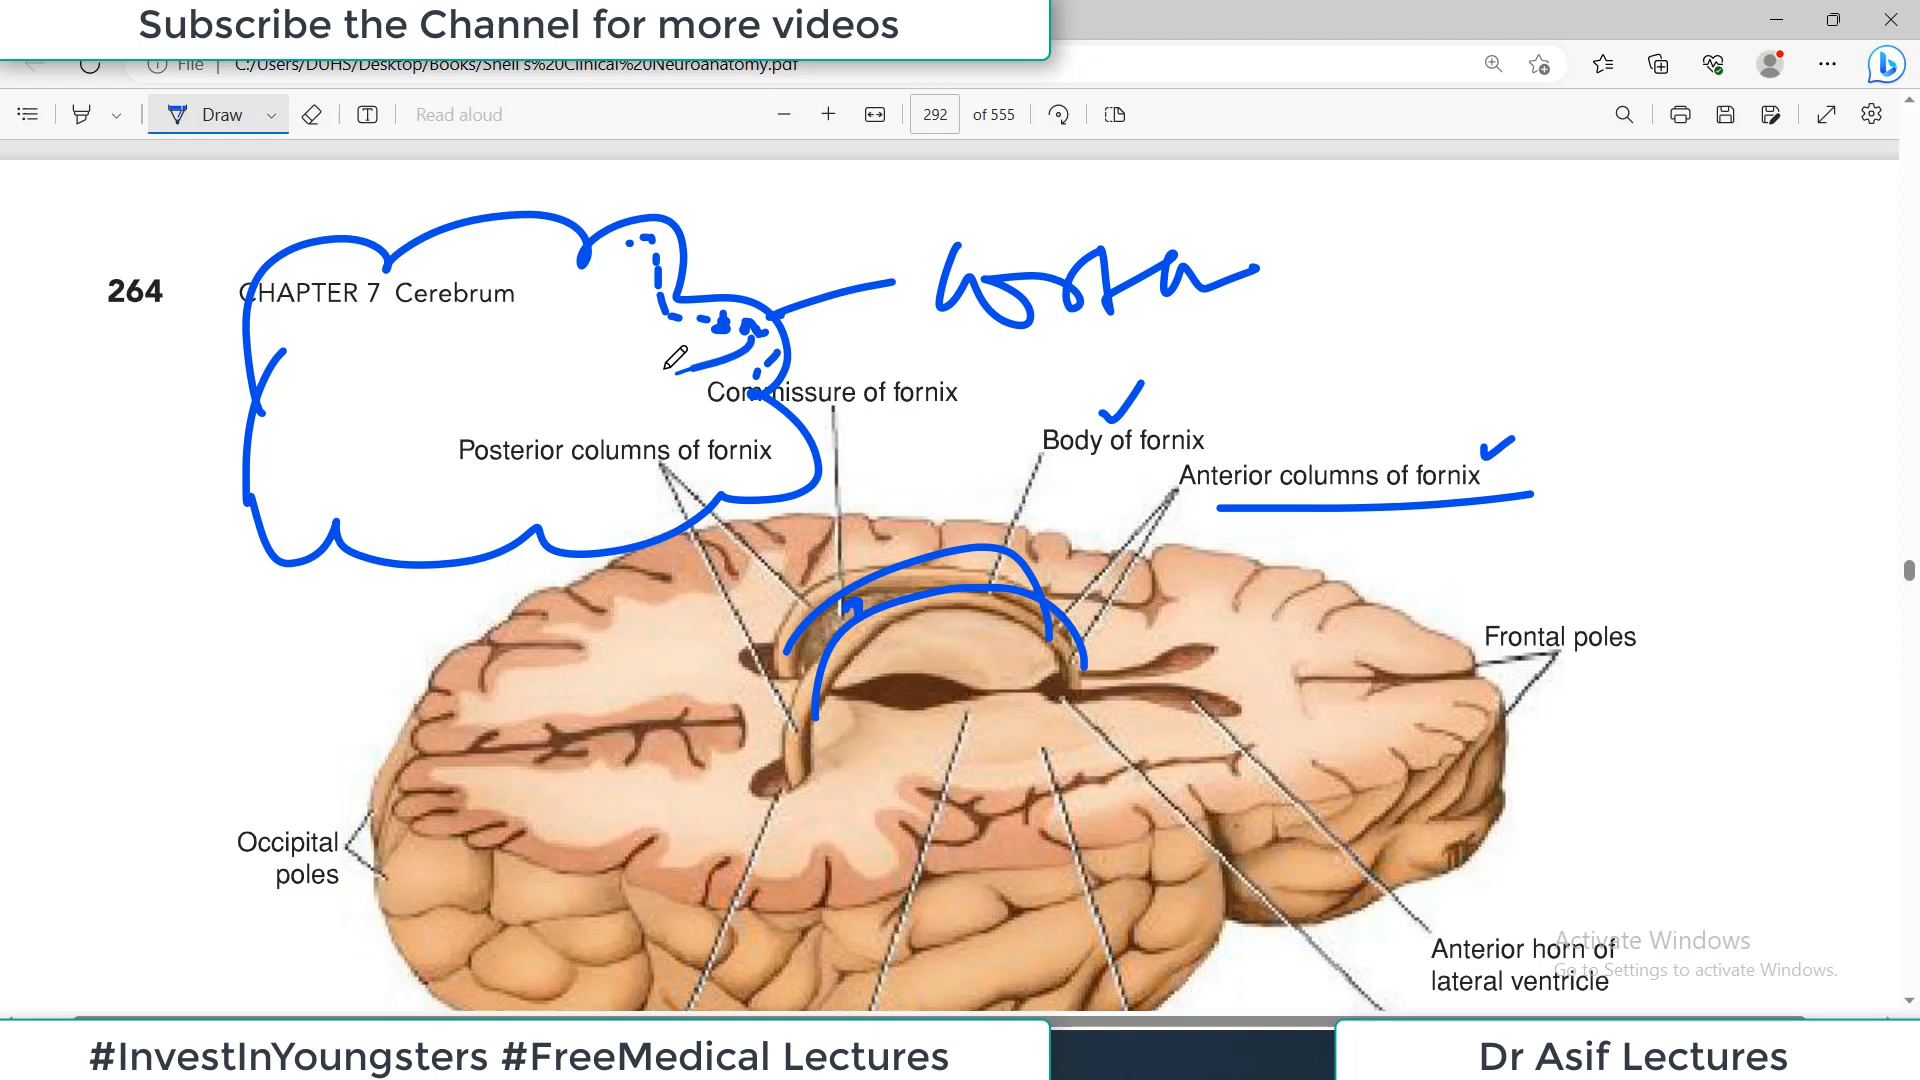 Subscribe the Channel for more videos
File | C:/Users/DUHS/Desktop/Books/Snell's%20Clinical%20Neuroanatomy.pdf
Draw
Read aloud
292 of 555
264 CHAPTER 7 Cerebrum
Commissure of fornix
Posterior columns of fornix
Body of fornix
Anterior columns of fornix
Frontal poles
Occipital
poles
Anterior horn of
lateral ventricle
Activate Windows
Go to Settings to activate Windows.
#InvestInYoungsters #FreeMedical Lectures
Dr Asif Lectures